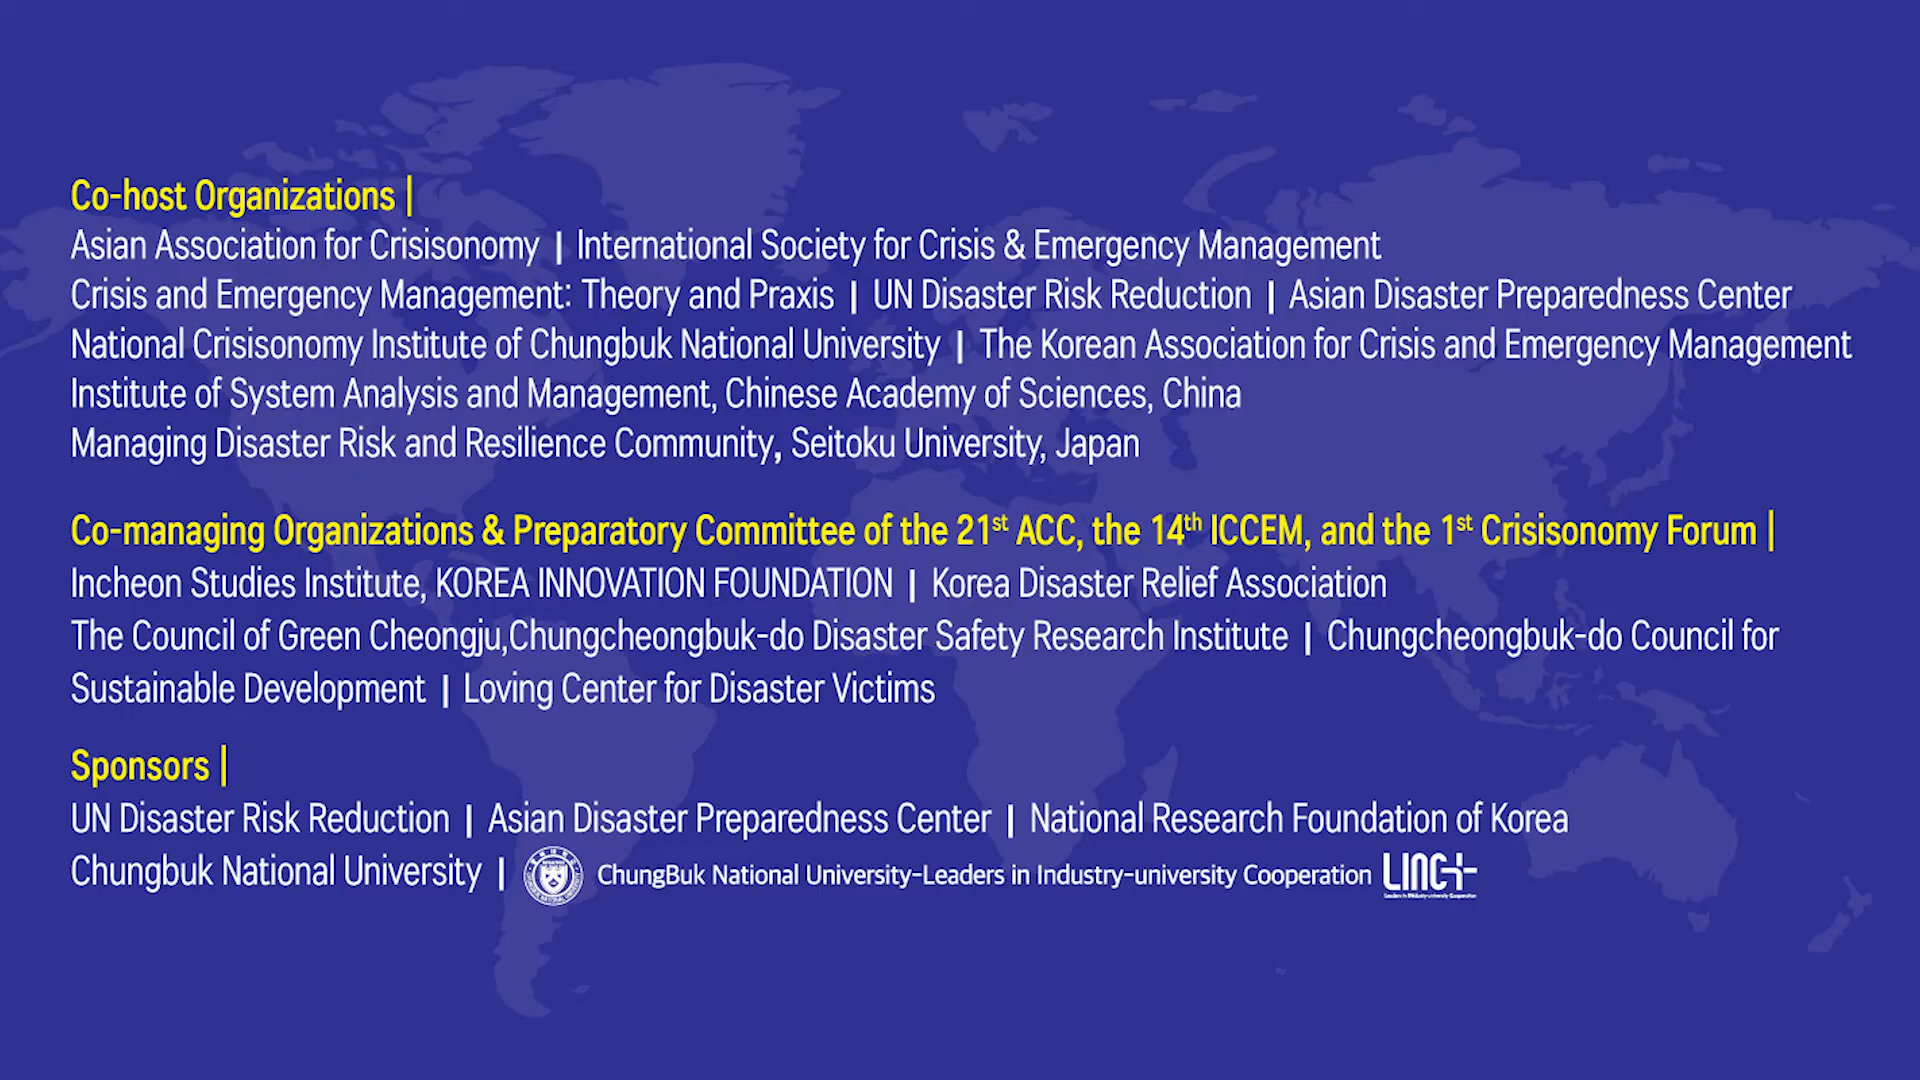 Co-host Organizations |
Asian Association for Crisisonomy | International Society for Crisis & Emergency Management
Crisis and Emergency Management: Theory and Praxis | UN Disaster Risk Reduction | Asian Disaster Preparedness Center
National Crisisonomy Institute of Chungbuk National University | The Korean Association for Crisis and Emergency Management
Institute of System Analysis and Management, Chinese Academy of Sciences, China
Managing Disaster Risk and Resilience Community, Seitoku University, Japan
Co-managing Organizations & Preparatory Committee of the 21st ACC, the 14th ICCEM, and the 1st Crisisonomy Forum |
Incheon Studies Institute, KOREA INNOVATION FOUNDATION | Korea Disaster Relief Association
The Council of Green Cheongju,Chungcheongbuk-do Disaster Safety Research Institute | Chungcheongbuk-do Council for
Sustainable Development | Loving Center for Disaster Victims
Sponsors |
UN Disaster Risk Reduction | Asian Disaster Preparedness Center | National Research Foundation of Korea
Chungbuk National University | ChungBuk National University-Leaders in Industry-university Cooperation LINC+
Leaders in INdustry-university Cooperation